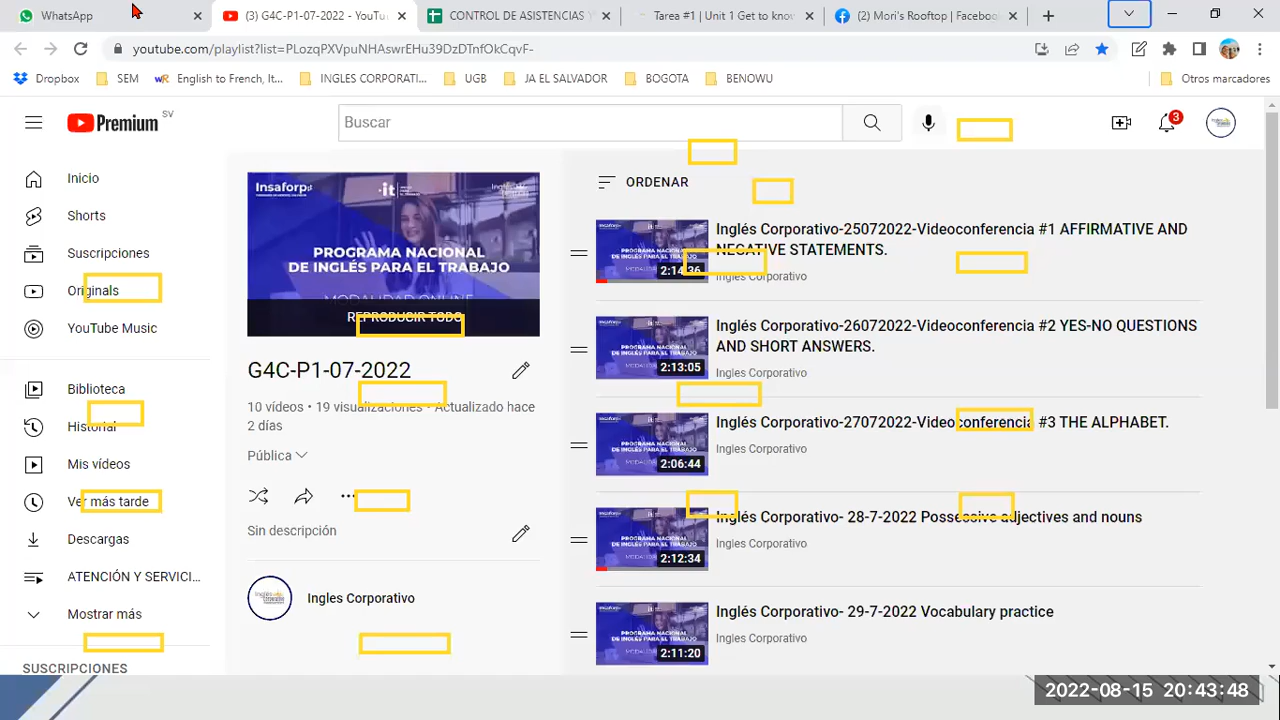 WhatsApp
(3) G4C-P1-07-2022 - YouTu
CONTROL DE ASISTENCIAS Y
Tarea #1 | Unit 1 Get to know
(2) Mori's Rooftop | Facebook
youtube.com/playlist?list=PLozqPXVpuNHAswrEHu39DzDTnfOkCqvF-
Dropbox
SEM
English to French, It...
INGLES CORPORATI...
UGB
JA EL SALVADOR
BOGOTA
BENOWU
Otros marcadores
Premium SV
Buscar
3
Inicio
Shorts
Suscripciones
Originals
YouTube Music
Biblioteca
Historial
Mis vídeos
Ver más tarde
Descargas
ATENCIÓN Y SERVICI...
Mostrar más
SUSCRIPCIONES
Insaforp
PROGRAMA NACIONAL
DE INGLÉS PARA EL TRABAJO
MODALIDAD ONLINE
REPRODUCIR TODO
G4C-P1-07-2022
10 vídeos • 19 visualizaciones • Actualizado hace
2 días
Pública
Sin descripción
Ingles Corporativo
ORDENAR
Inglés Corporativo-25072022-Videoconferencia #1 AFFIRMATIVE AND
NEGATIVE STATEMENTS.
2:14:36
Ingles Corporativo
Inglés Corporativo-26072022-Videoconferencia #2 YES-NO QUESTIONS
AND SHORT ANSWERS.
2:13:05
Ingles Corporativo
Inglés Corporativo-27072022-Videoconferencia #3 THE ALPHABET.
2:06:44
Ingles Corporativo
Inglés Corporativo- 28-7-2022 Possessive adjectives and nouns
2:12:34
Ingles Corporativo
Inglés Corporativo- 29-7-2022 Vocabulary practice
2:11:20
Ingles Corporativo
2022-08-15 20:43:48